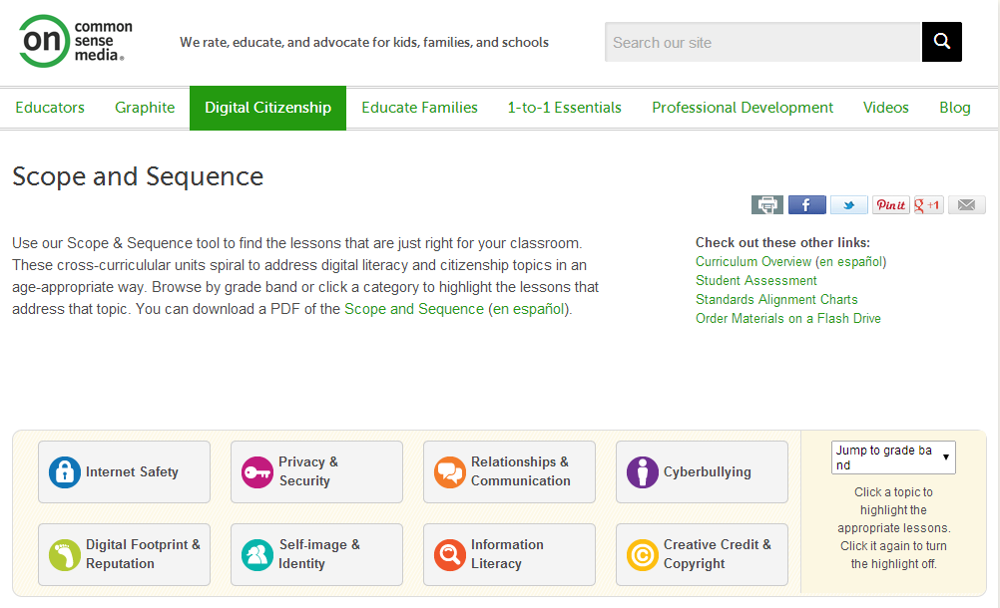 on common
sense
media®
We rate, educate, and advocate for kids, families, and schools
Search our site
Educators Graphite Digital Citizenship Educate Families 1-to-1 Essentials Professional Development Videos Blog
Scope and Sequence
f Pin it g +1
Use our Scope & Sequence tool to find the lessons that are just right for your classroom.
These cross-curriculular units spiral to address digital literacy and citizenship topics in an
age-appropriate way. Browse by grade band or click a category to highlight the lessons that
address that topic. You can download a PDF of the Scope and Sequence (en español).
Check out these other links:
Curriculum Overview (en español)
Student Assessment
Standards Alignment Charts
Order Materials on a Flash Drive
Internet Safety
Privacy &
Security
Relationships &
Communication
Cyberbullying
Digital Footprint &
Reputation
Self-image &
Identity
Information
Literacy
©
Creative Credit &
Copyright
Jump to grade ba
nd
Click a topic to
highlight the
appropriate lessons.
Click it again to turn
the highlight off.